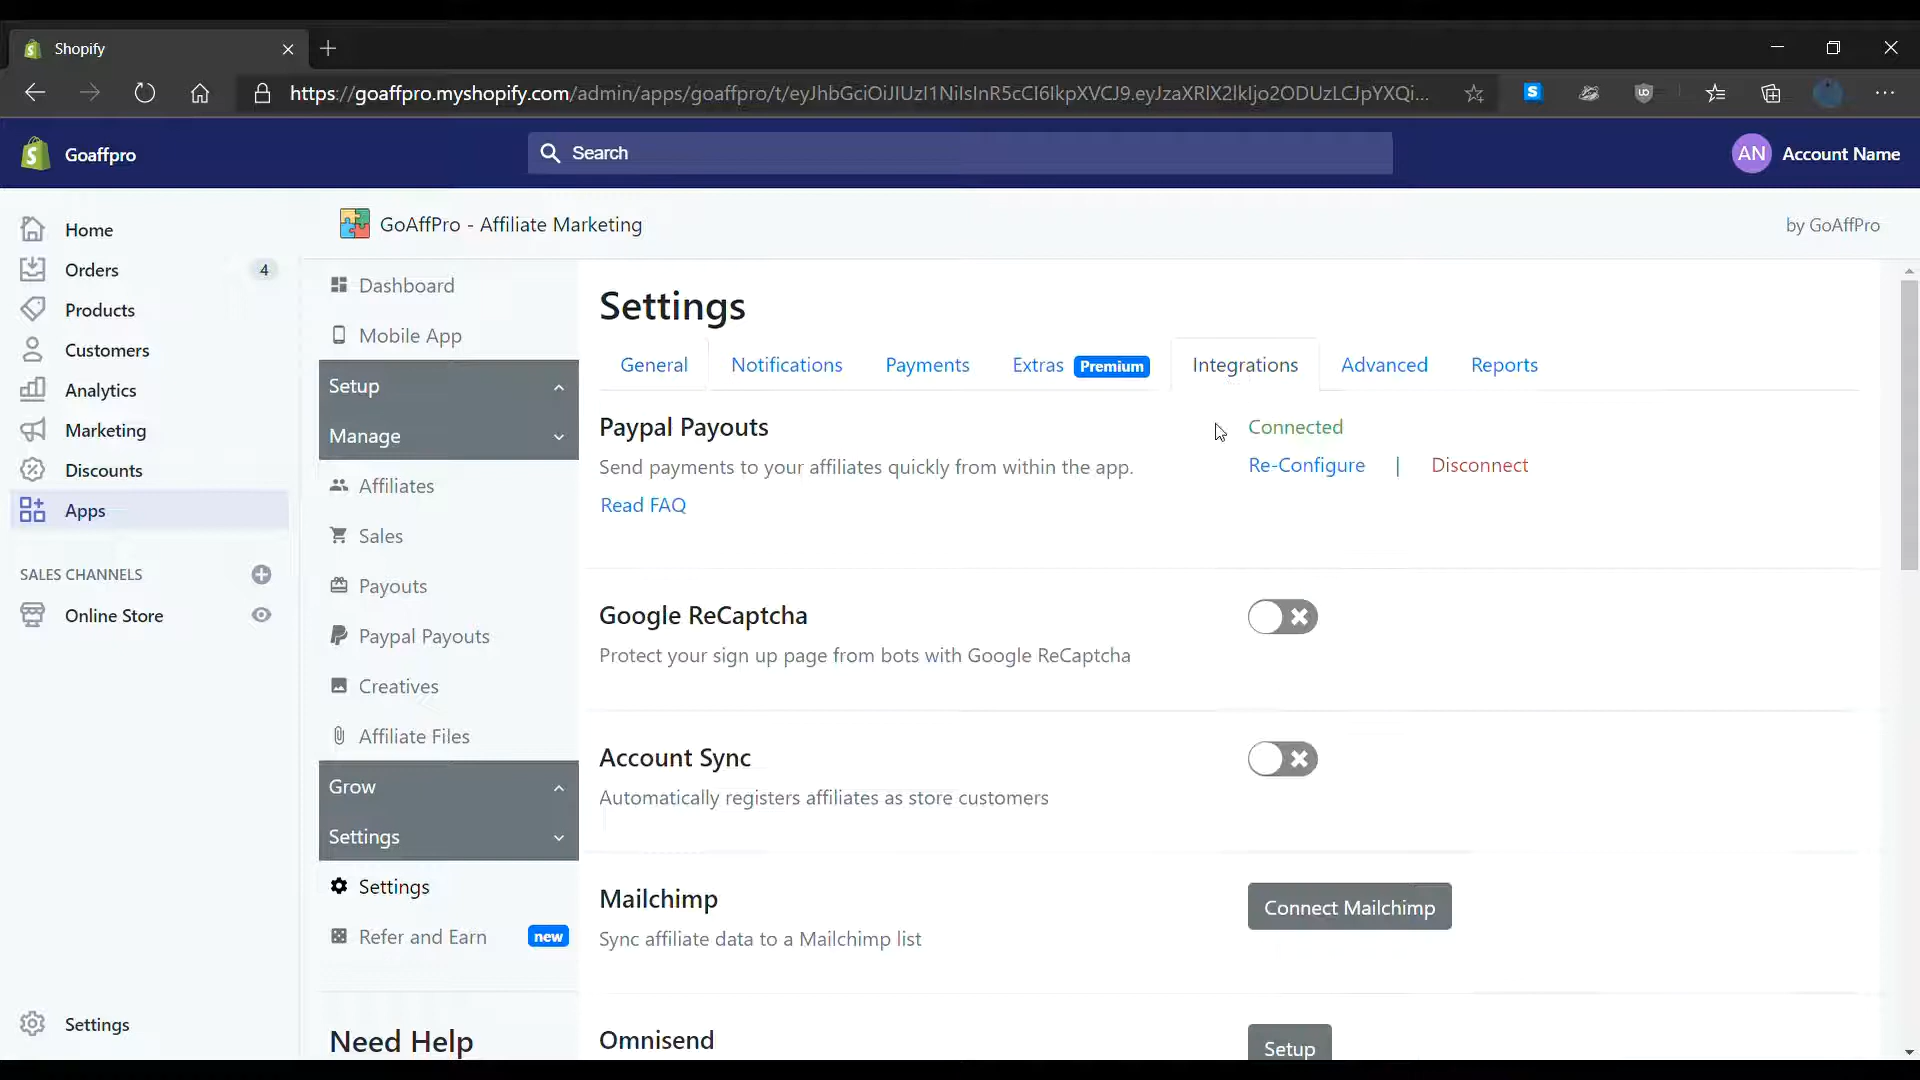 Shopify
https://goaffpro.myshopify.com/admin/apps/goaffpro/t/eyJhbGciOiJIUzI1NiIsInR5cCI6IkpXVCJ9.eyJzaXRlX2lkIjo2ODUzLCJpYXQi...
Goaffpro
Search
AN
Account Name
Home
Orders
4
Products
Customers
Analytics
Marketing
Discounts
Apps
SALES CHANNELS
Online Store
Settings
GoAffPro - Affiliate Marketing
by GoAffPro
Dashboard
Mobile App
Setup
Manage
Affiliates
Sales
Payouts
Paypal Payouts
Creatives
Affiliate Files
Grow
Settings
Settings
Refer and Earn
new
Need Help
Settings
General
Notifications
Payments
Extras Premium
Integrations
Advanced
Reports
Paypal Payouts
Send payments to your affiliates quickly from within the app.
Read FAQ
Connected
Re-Configure | Disconnect
Google ReCaptcha
Protect your sign up page from bots with Google ReCaptcha
Account Sync
Automatically registers affiliates as store customers
Mailchimp
Sync affiliate data to a Mailchimp list
Connect Mailchimp
Omnisend
Setup